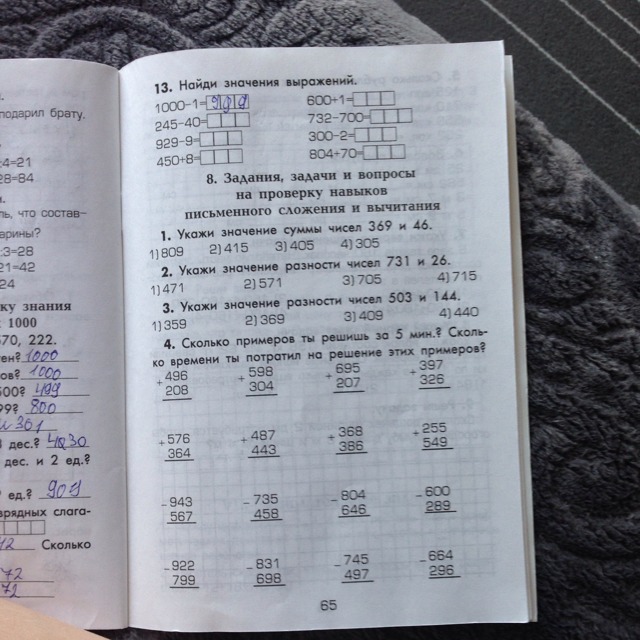 .
подарил брату.
:4=21
28=84
м.
ль, что состав-
арины?
:3=28
21=42
24
ку знания
1000
570, 222.
ен? 1000
ов? 1000
500? 499
99? 800
и 301
дес.?
дес. и 2 ед.?
ед.? 909
зрядных слага-
Сколько
72
72
13. Найди значения выражений.
1000-1= 999 600+1=
245-40= 732-700=
929-9= 300-2=
450+8= 804+70=
8. Задания, задачи и вопросы
на проверку навыков
письменного сложения и вычитания
1. Укажи значение суммы чисел 369 и 46.
1) 809 2) 415 3) 405 4) 305
2. Укажи значение разности чисел 731 и 26.
1) 471 2) 571 3) 705 4) 715
3. Укажи значение разности чисел 503 и 144.
1) 359 2) 369 3) 409 4) 440
4. Сколько примеров ты решишь за 5 мин.? Сколь-
ко времени ты потратил на решение этих примеров?
+496 +598 +695 +397
208 304 207 326
+576 +487 +368 +255
364 443 386 549
-943 -735 -804 -600
567 458 646 289
-922 -831 -745 -664
799 698 497 296
65